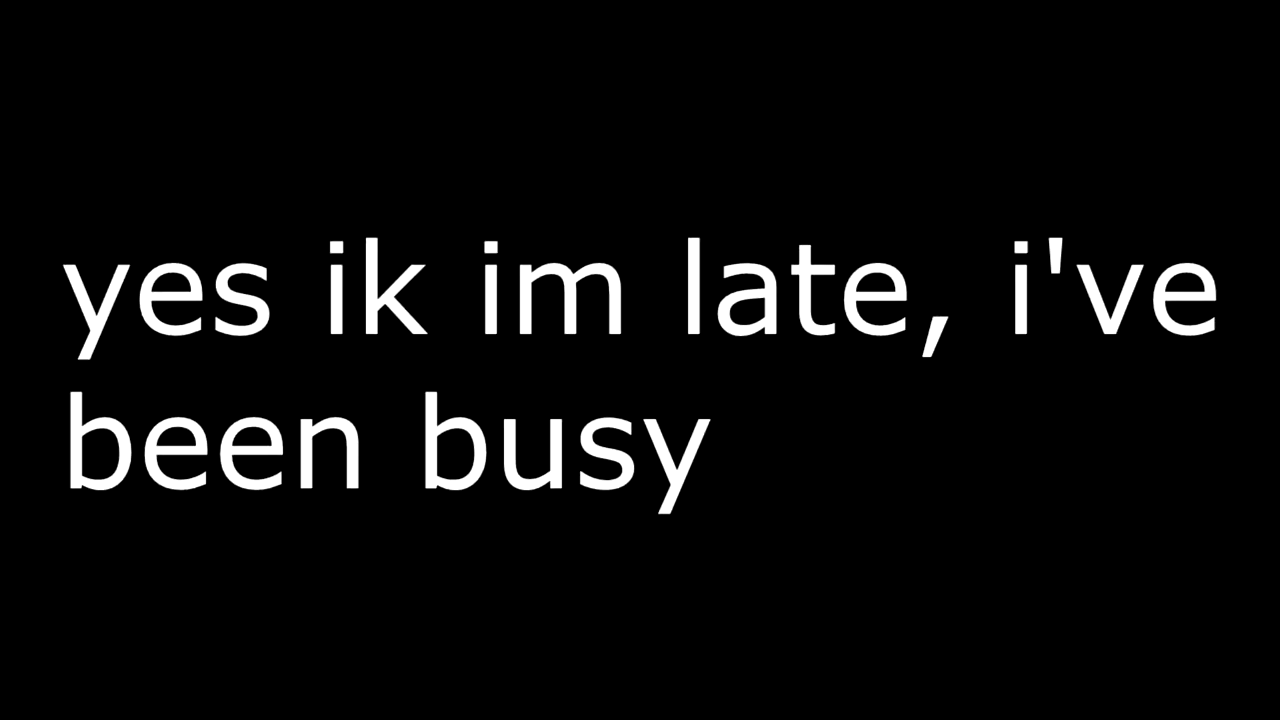 yes ik im late, i've
been busy